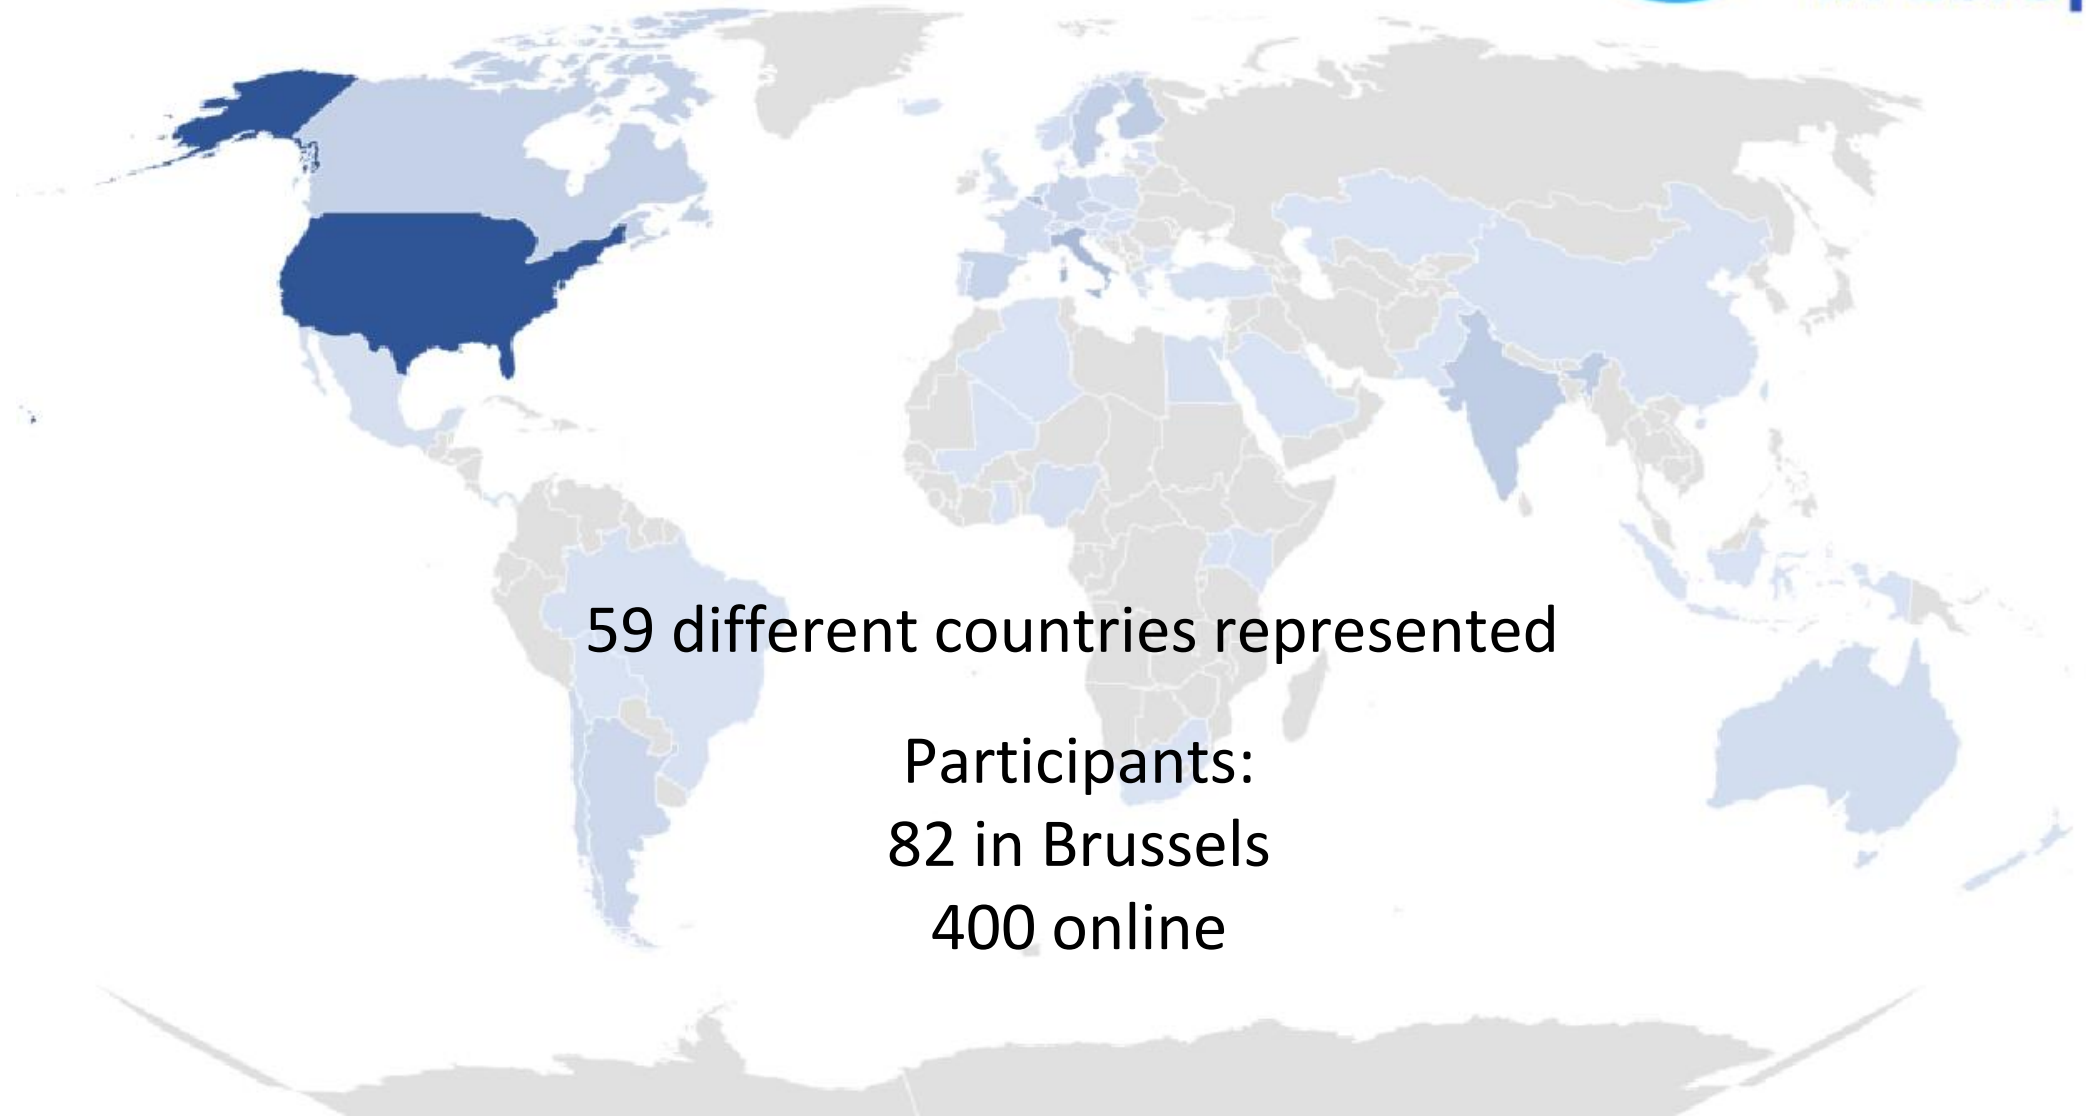 59 different countries represented
Participants:
82 in Brussels
400 online